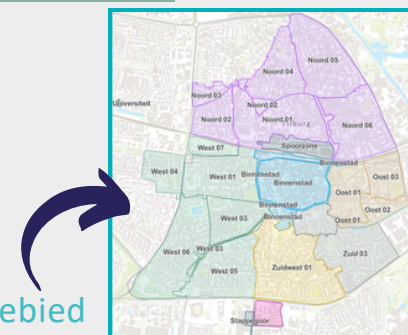 Noord 05
Noord 04
Noord 03
Universiteit
Noord 02
Noord 02
Noord 01
Tilburg
Noord 06
West 07
Spoorzone
Binnenstad
West 04
West 01
Binnenstad
Binnenstad
Oost 03
Oost 01
Binnenstad
Oost 02
West 03
Binnenstad
Oost 01
West 06
West 03
Zuid 03
West 05
Zuidwest 01
ebied
Stappegoor